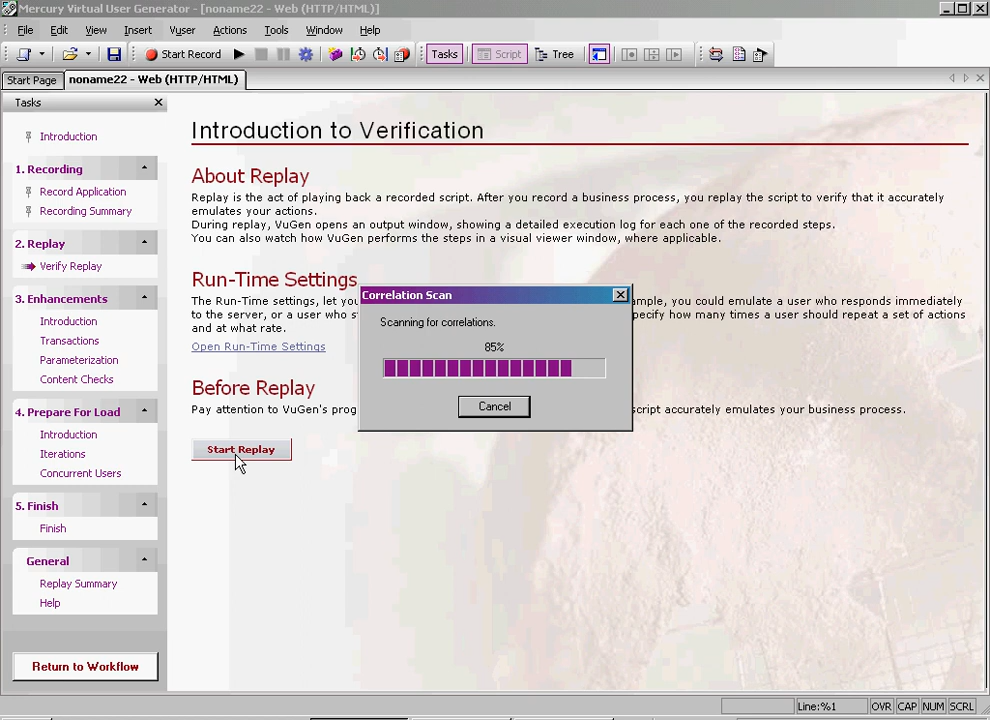 Mercury Virtual User Generator - [noname22 - Web (HTTP/HTML)]
File Edit View Insert Vuser Actions Tools Window Help
Start Record Tasks Script Tree
Start Page noname22 - Web (HTTP/HTML)
Tasks
Introduction
1. Recording
Record Application
Recording Summary
2. Replay
Verify Replay
3. Enhancements
Introduction
Transactions
Parameterization
Content Checks
4. Prepare For Load
Introduction
Iterations
Concurrent Users
5. Finish
Finish
General
Replay Summary
Help
Return to Workflow
Introduction to Verification
About Replay
Replay is the act of playing back a recorded script. After you record a business process, you replay the script to verify that it accurately
emulates your actions.
During replay, VuGen opens an output window, showing a detailed execution log for each one of the recorded steps.
You can also watch how VuGen performs the steps in a visual viewer window, where applicable.
Run-Time Settings
The Run-Time settings, let you ample, you could emulate a user who responds immediately
to the server, or a user who s pecify how many times a user should repeat a set of actions
and at what rate.
Open Run-Time Settings
Before Replay
Pay attention to VuGen's prog script accurately emulates your business process.
Start Replay
Correlation Scan
Scanning for correlations.
85%
Cancel
Line:%1 OVR CAP NUM SCRL